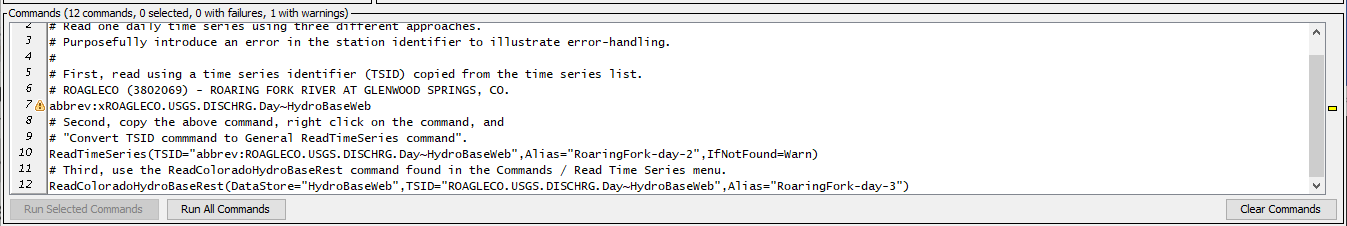 Commands (12 commands, 0 selected, 0 with failures, 1 with warnings)
2 # Read one daily time series using three different approaches.
3 # Purposefully introduce an error in the station identifier to illustrate error-handling.
4 #
5 # First, read using a time series identifier (TSID) copied from the time series list.
6 # ROAGLECO (3802069) - ROARING FORK RIVER AT GLENWOOD SPRINGS, CO.
7 abbrev:xROAGLECO.USGS.DISCHRG.Day~HydroBaseWeb
8 # Second, copy the above command, right click on the command, and
9 # "Convert TSID commmand to General ReadTimeSeries command".
10 ReadTimeSeries(TSID="abbrev:ROAGLECO.USGS.DISCHRG.Day~HydroBaseWeb",Alias="RoaringFork-day-2",IfNotFound=Warn)
11 # Third, use the ReadColoradoHydroBaseRest command found in the Commands / Read Time Series menu.
12 ReadColoradoHydroBaseRest(DataStore="HydroBaseWeb",TSID="ROAGLECO.USGS.DISCHRG.Day~HydroBaseWeb",Alias="RoaringFork-day-3")
Run Selected Commands Run All Commands Clear Commands